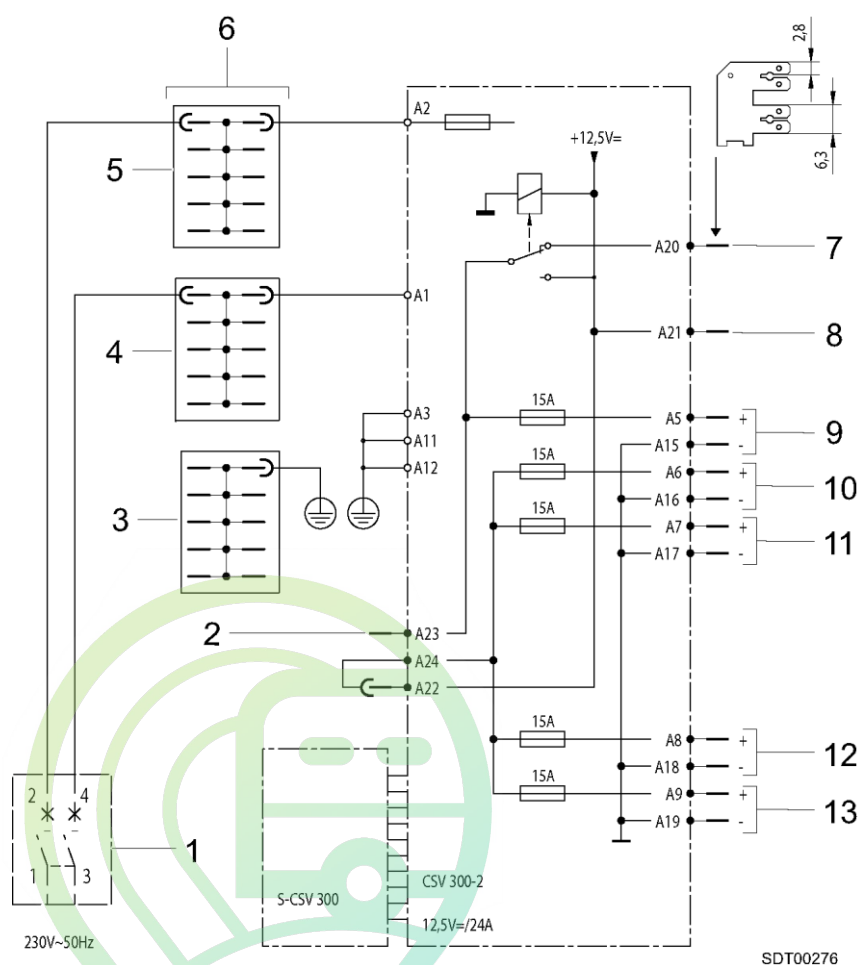 6
2,8
6,3
A2
+12,5V=
5
A20
7
A1
4
A21
8
15A
A3
A5
+
A15
-
9
A11
15A
A12
A6
+
A16
-
10
3
15A
A7
+
A17
-
11
2
A23
A24
A22
15A
A8
+
A18
-
12
15A
A9
+
A19
-
13
2
4
1
1
3
S-CSV 300
CSV 300-2
12,5V=/24A
230V~50Hz
SDT00276